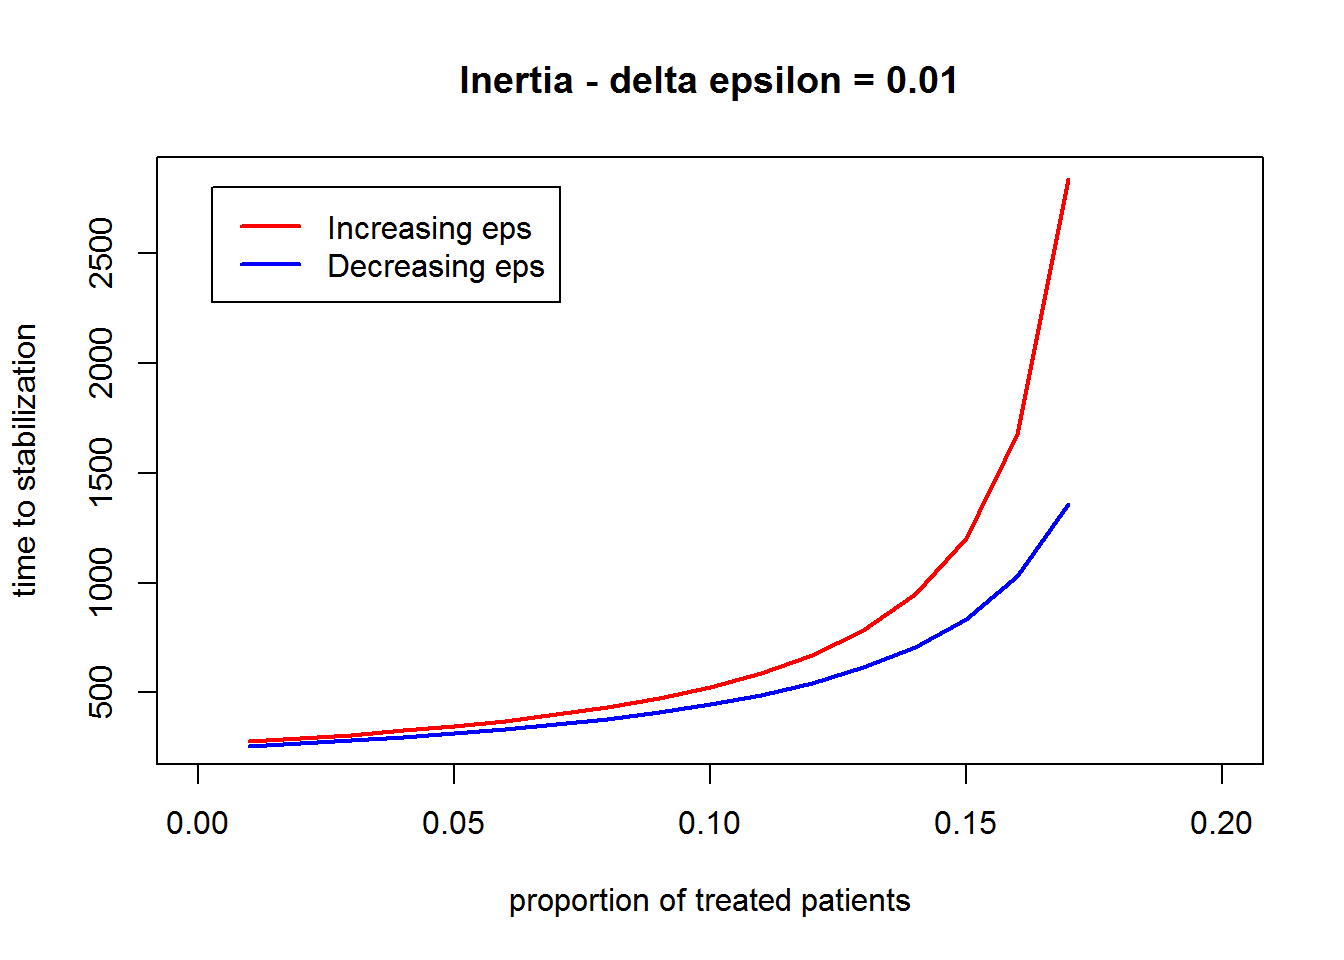 Inertia - delta epsilon = 0.01
Increasing eps
Decreasing eps
time to stabilization
2500
2000
1500
1000
500
0.00 0.05 0.10 0.15 0.20
proportion of treated patients